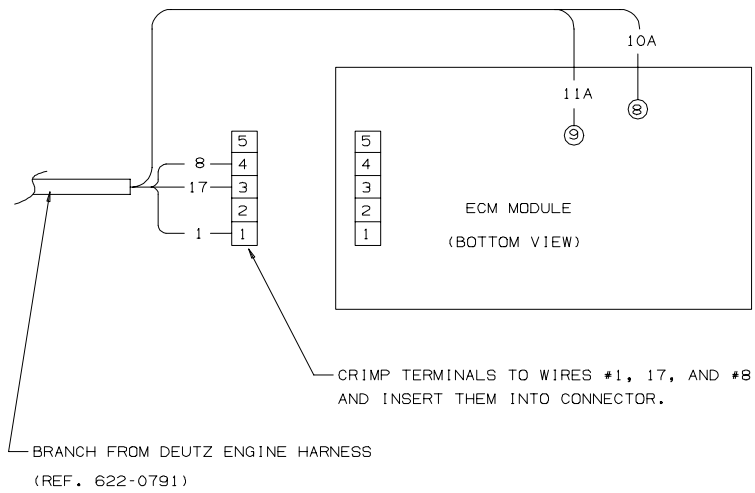 10A
11A
8
9
5
4
3
2
1
8
17
1
5
4
3
2
1
ECM MODULE
(BOTTOM VIEW)
CRIMP TERMINALS TO WIRES #1, 17, AND #8
AND INSERT THEM INTO CONNECTOR.
BRANCH FROM DEUTZ ENGINE HARNESS
(REF. 622-0791)